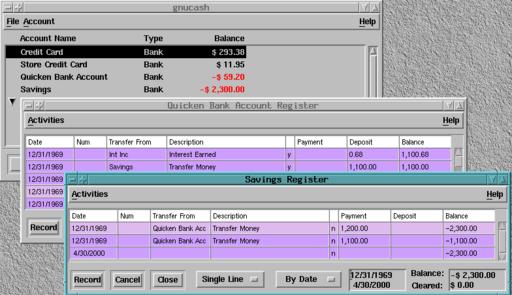 gnucash
File Account Help
Account Name Type Balance
Credit Card Bank $ 293.38
Store Credit Card Bank $ 11.95
Quicken Bank Account Bank -$ 59.20
Savings Bank -$ 2,300.00
Quicken Bank Account Register
Activities Help
Date Num Transfer From Description Payment Deposit Balance
12/31/1969 Int Inc Interest Earned y 0.68 1,100.68
12/31/1969 Savings Transfer Money y 1,100.00 1,100.00
12/31/1969
12/31/1969
12/31/1969
Record
Savings Register
Activities Help
Date Num Transfer From Description Payment Deposit Balance
12/31/1969 Quicken Bank Acc Transfer Money n 1,200.00 -2,300.00
12/31/1969 Quicken Bank Acc Transfer Money n 1,100.00 -1,100.00
4/30/2000 -2,300.00
Record Cancel Close Single Line By Date 12/31/1969 Balance: -$ 2,300.00
4/30/2000 Cleared: $ 0.00